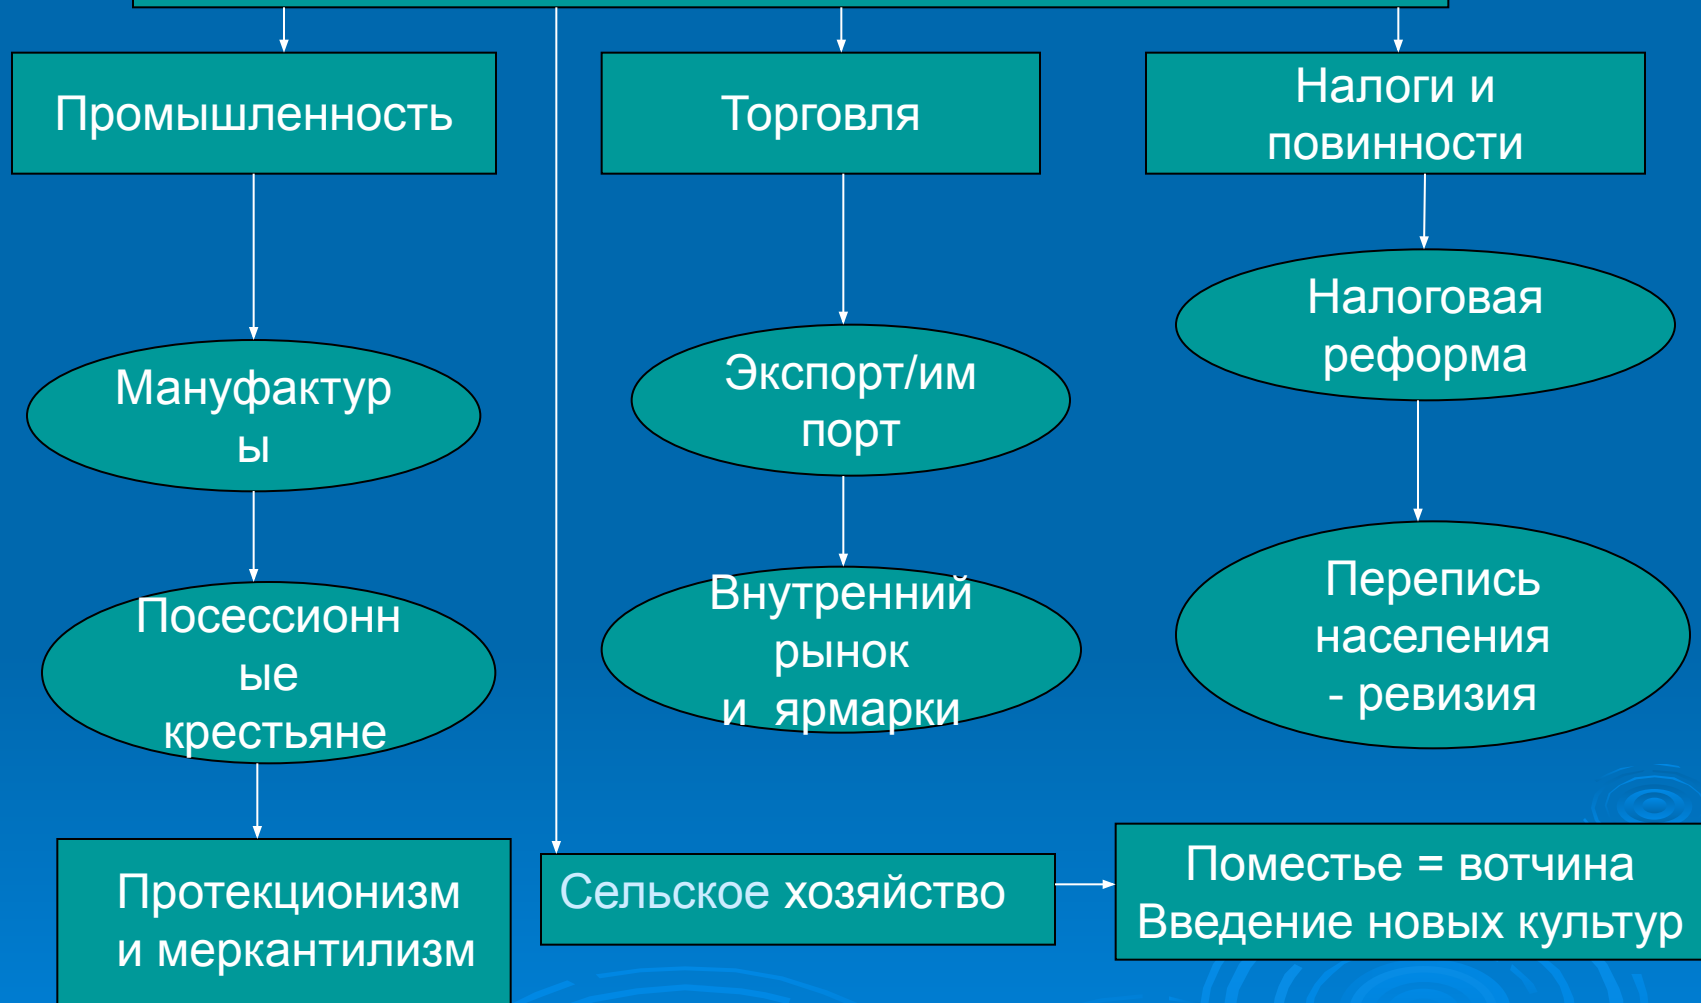 Промышленность
Торговля
Налоги и
повинности
Мануфактур
ы
Экспорт/им
порт
Налоговая
реформа
Посессионн
ые
крестьяне
Внутренний
рынок
и ярмарки
Перепись
населения
- ревизия
Протекционизм
и меркантилизм
Сельское хозяйство
Поместье = вотчина
Введение новых культур